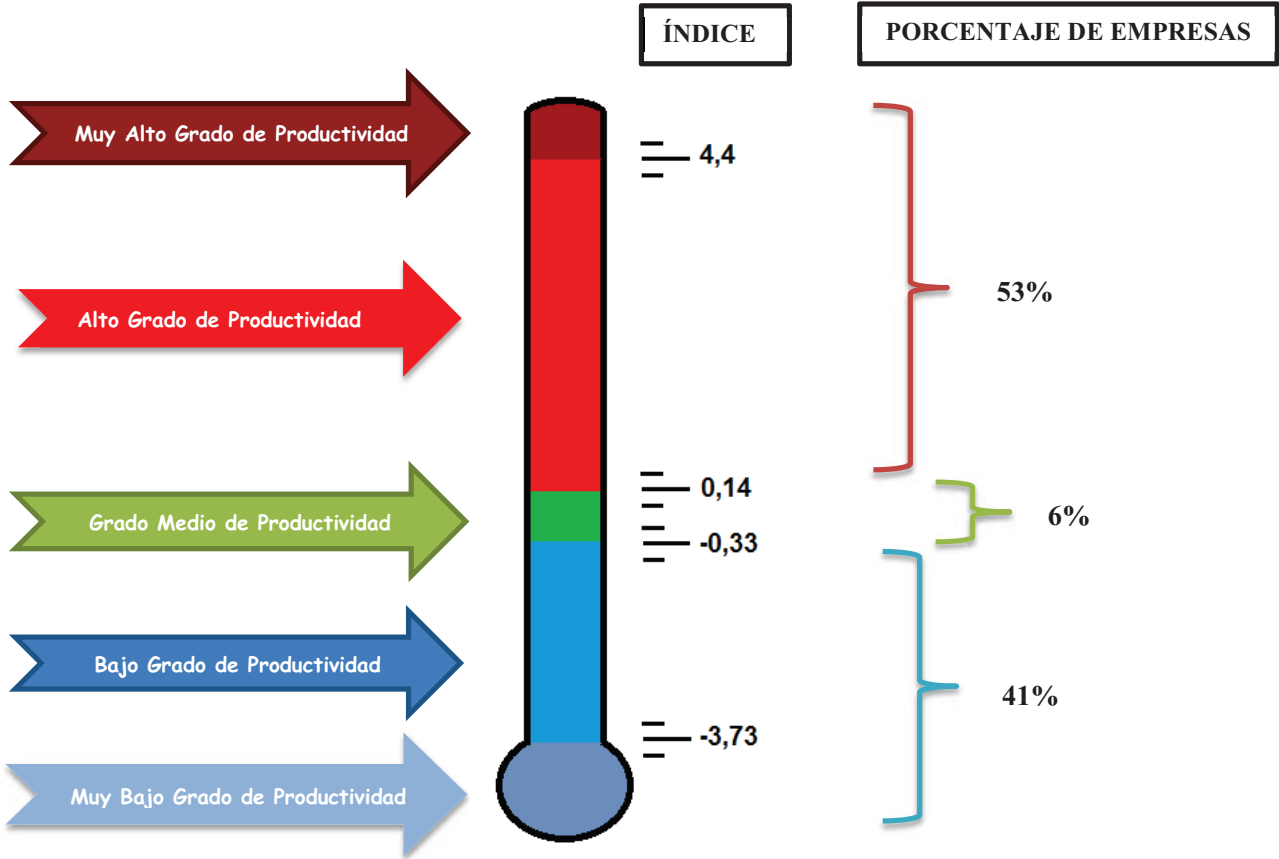 ÍNDICE
PORCENTAJE DE EMPRESAS
Muy Alto Grado de Productividad
4,4
Alto Grado de Productividad
53%
0,14
Grado Medio de Productividad
6%
-0,33
Bajo Grado de Productividad
41%
-3,73
Muy Bajo Grado de Productividad